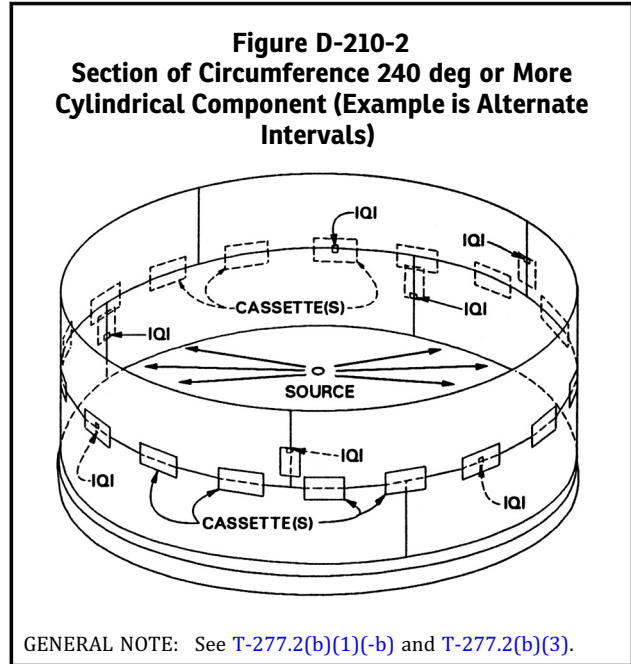 Figure D-210-2
Section of Circumference 240 deg or More
Cylindrical Component (Example is Alternate
Intervals)
IQI
IQI
CASSETTE(S)
IQI
IQI
SOURCE
IQI
IQI
IQI
CASSETTE(S)
GENERAL NOTE: See T-277.2(b)(1)(-b) and T-277.2(b)(3).